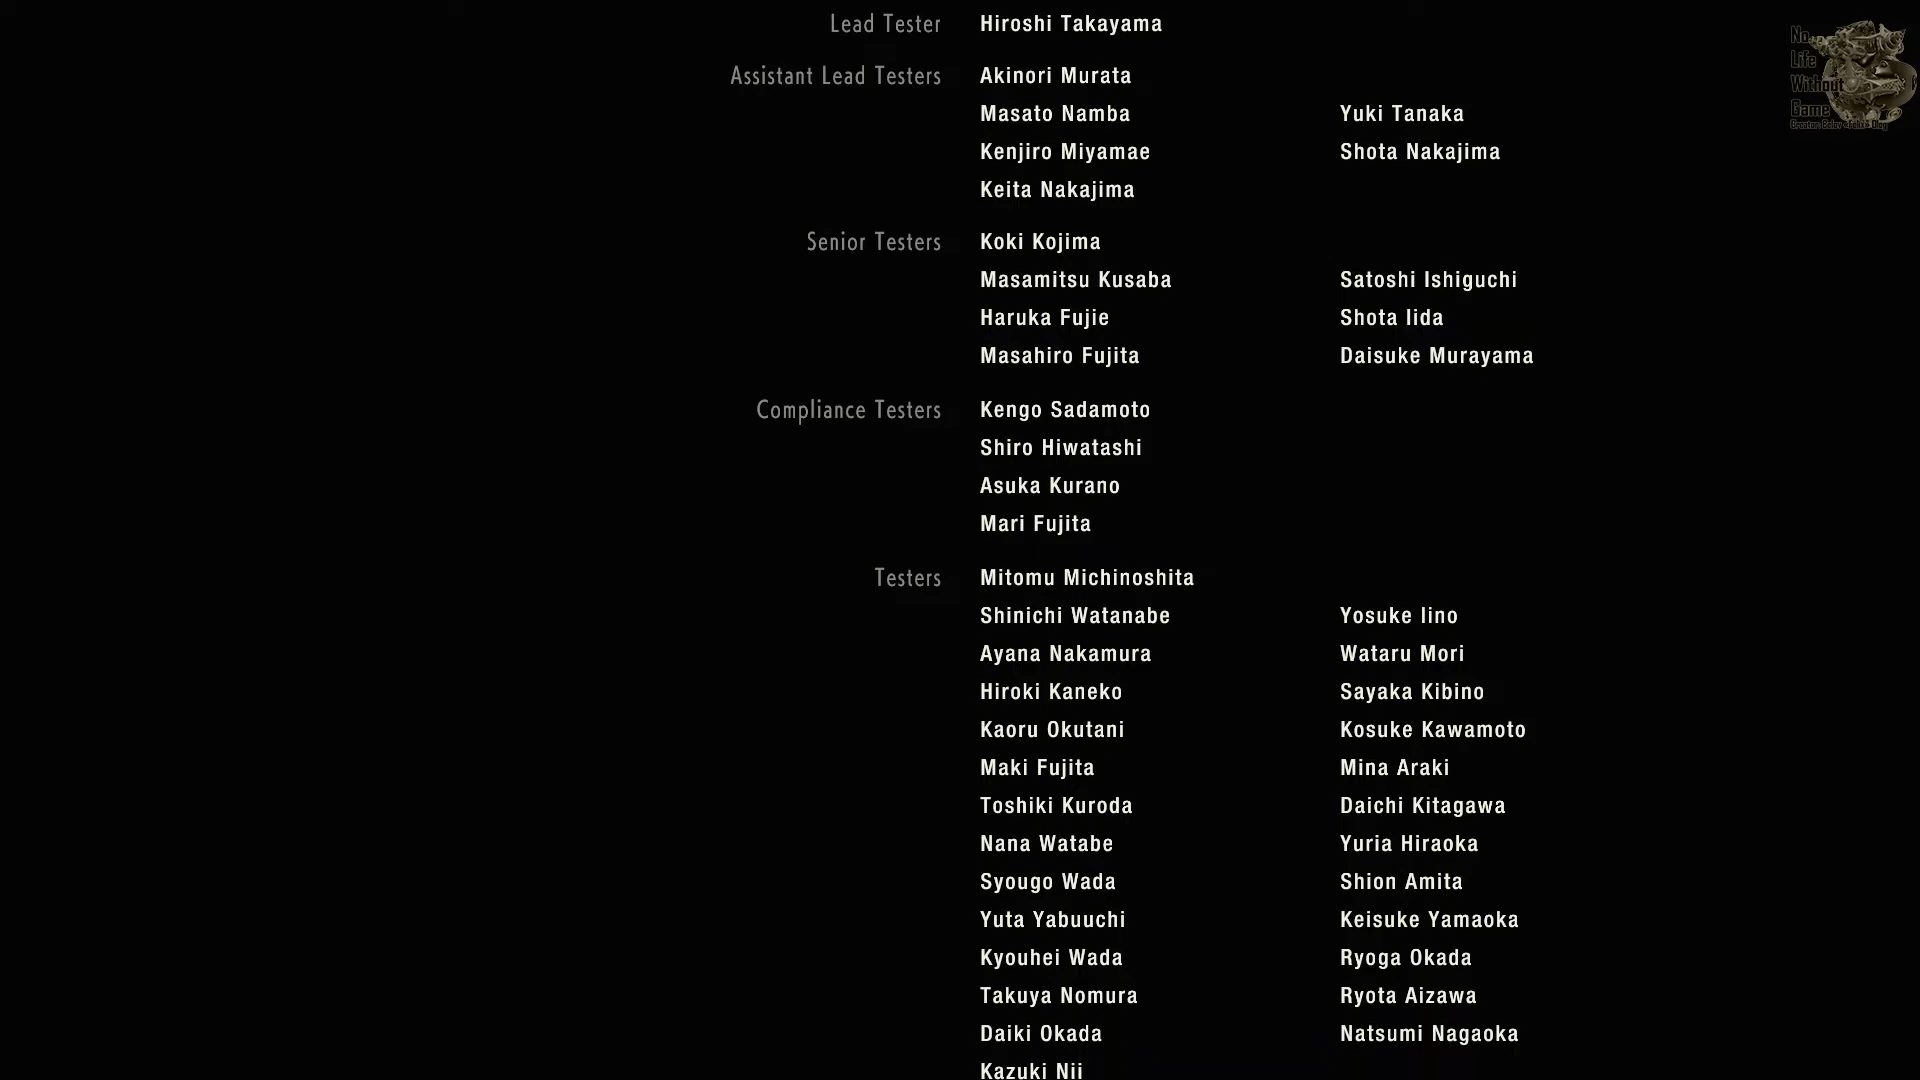 Lead Tester Hiroshi Takayama
Assistant Lead Testers Akinori Murata
Masato Namba Yuki Tanaka
Kenjiro Miyamae Shota Nakajima
Keita Nakajima
Senior Testers Koki Kojima
Masamitsu Kusaba Satoshi Ishiguchi
Haruka Fujie Shota Iida
Masahiro Fujita Daisuke Murayama
Compliance Testers Kengo Sadamoto
Shiro Hiwatashi
Asuka Kurano
Mari Fujita
Testers Mitomu Michinoshita
Shinichi Watanabe Yosuke Iino
Ayana Nakamura Wataru Mori
Hiroki Kaneko Sayaka Kibino
Kaoru Okutani Kosuke Kawamoto
Maki Fujita Mina Araki
Toshiki Kuroda Daichi Kitagawa
Nana Watabe Yuria Hiraoka
Syougo Wada Shion Amita
Yuta Yabuuchi Keisuke Yamaoka
Kyouhei Wada Ryoga Okada
Takuya Nomura Ryota Aizawa
Daiki Okada Natsumi Nagaoka
Kazuki Nii
No
Life
Without
Game